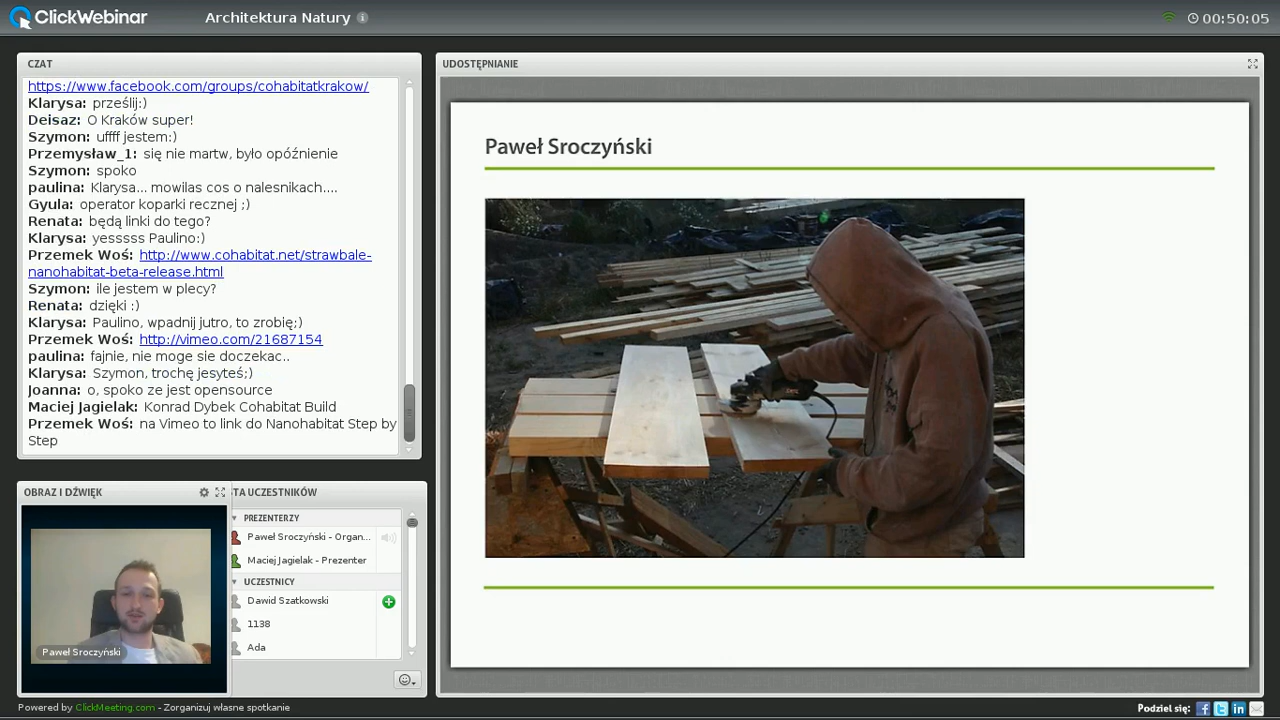 ClickWebinar
Architektura Natury
00:50:05
CZAT
https://www.facebook.com/groups/cohabitatkrakow/
Klarysa: prześlij:)
Deisaz: O Kraków super!
Szymon: uffff jestem:)
Przemysław_1: się nie martw, było opóźnienie
Szymon: spoko
paulina: Klarysa... mowilas cos o nalesnikach....
Gyula: operator koparki recznej ;)
Renata: będą linki do tego?
Klarysa: yesssss Paulino:)
Przemek Woś: http://www.cohabitat.net/strawbale-
nanohabitat-beta-release.html
Szymon: ile jestem w plecy?
Renata: dzięki :)
Klarysa: Paulino, wpadnij jutro, to zrobię;)
Przemek Woś: http://vimeo.com/21687154
paulina: fajnie, nie moge sie doczekac..
Klarysa: Szymon, trochę jesyteś;)
Joanna: o, spoko ze jest opensource
Maciej Jagielak: Konrad Dybek Cohabitat Build
Przemek Woś: na Vimeo to link do Nanohabitat Step by
Step
OBRAZ I DŹWIĘK
Paweł Sroczyński
TA UCZESTNIKÓW
PREZENTERZY
Paweł Sroczyński - Organ...
Maciej Jagielak - Prezenter
UCZESTNICY
Dawid Szatkowski
1138
Ada
UDOSTĘPNIANIE
Paweł Sroczyński
Powered by ClickMeeting.com - Zorganizuj własne spotkanie
Podziel się: